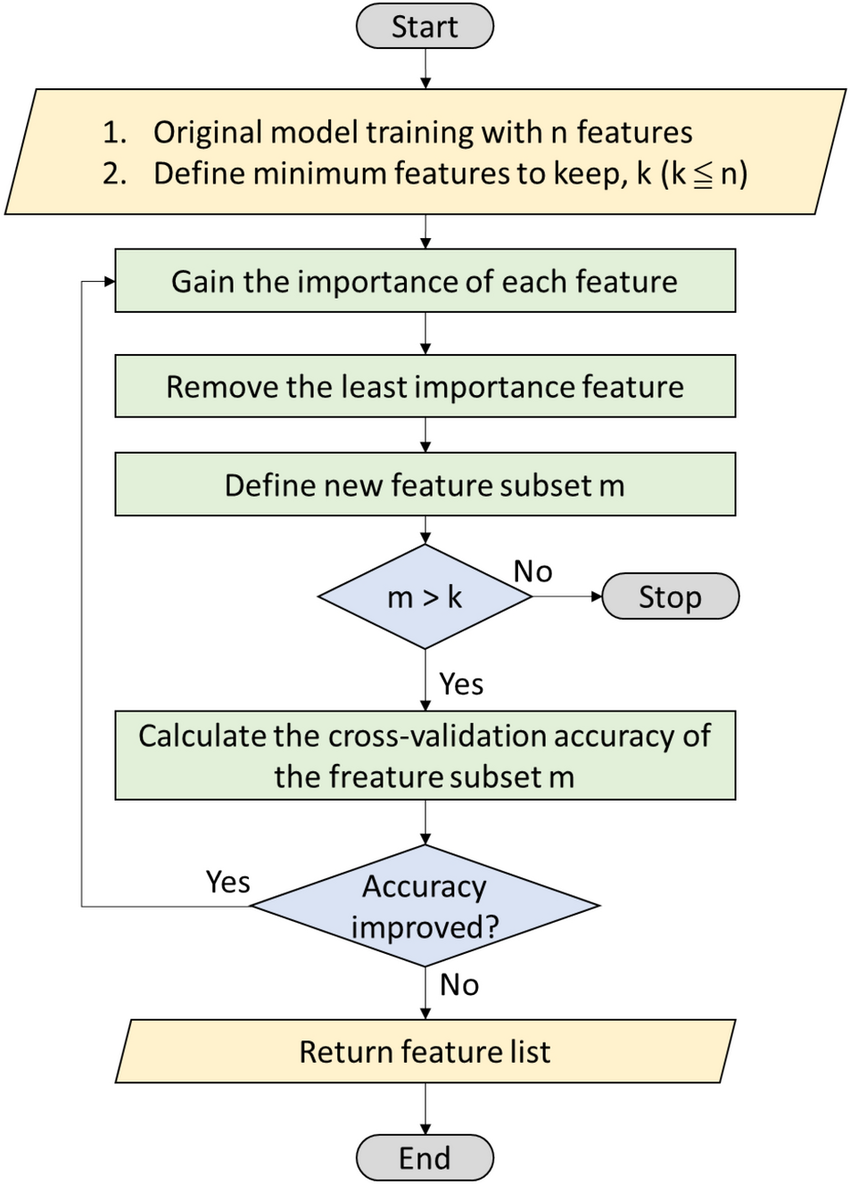 Start
1. Original model training with n features
2. Define minimum features to keep, k (k ≦ n)
Gain the importance of each feature
Remove the least importance feature
Define new feature subset m
m > k
No
Stop
Yes
Calculate the cross-validation accuracy of
the freature subset m
Yes
Accuracy
improved?
No
Return feature list
End